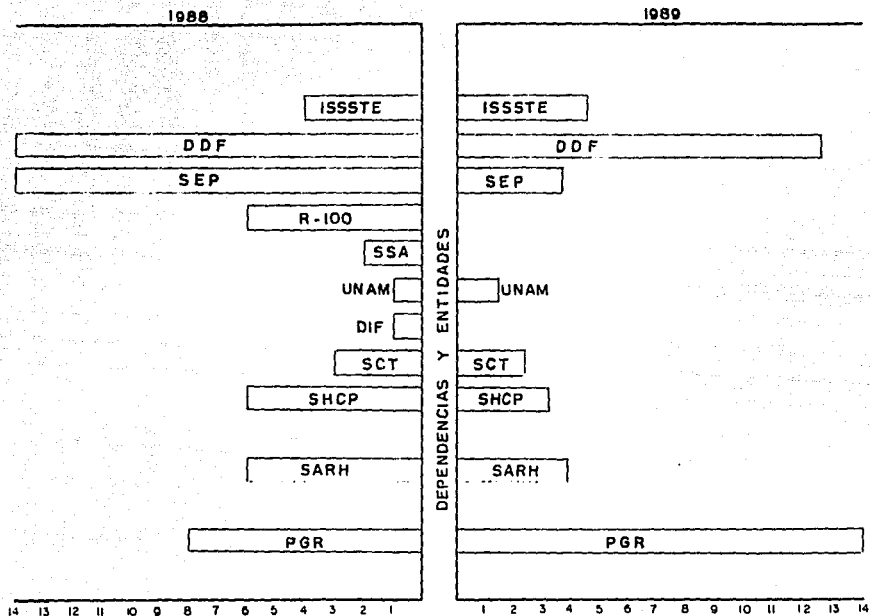 1988 1989
ISSSTE ISSSTE
DDF DDF
SEP SEP
R-100
SSA
UNAM UNAM
DIF
SCT SCT
SHCP SHCP
SARH SARH
PGR PGR
DEPENDENCIAS Y ENTIDADES
14 13 12 11 10 9 8 7 6 5 4 3 2 1 1 2 3 4 5 6 7 8 9 10 11 12 13 14